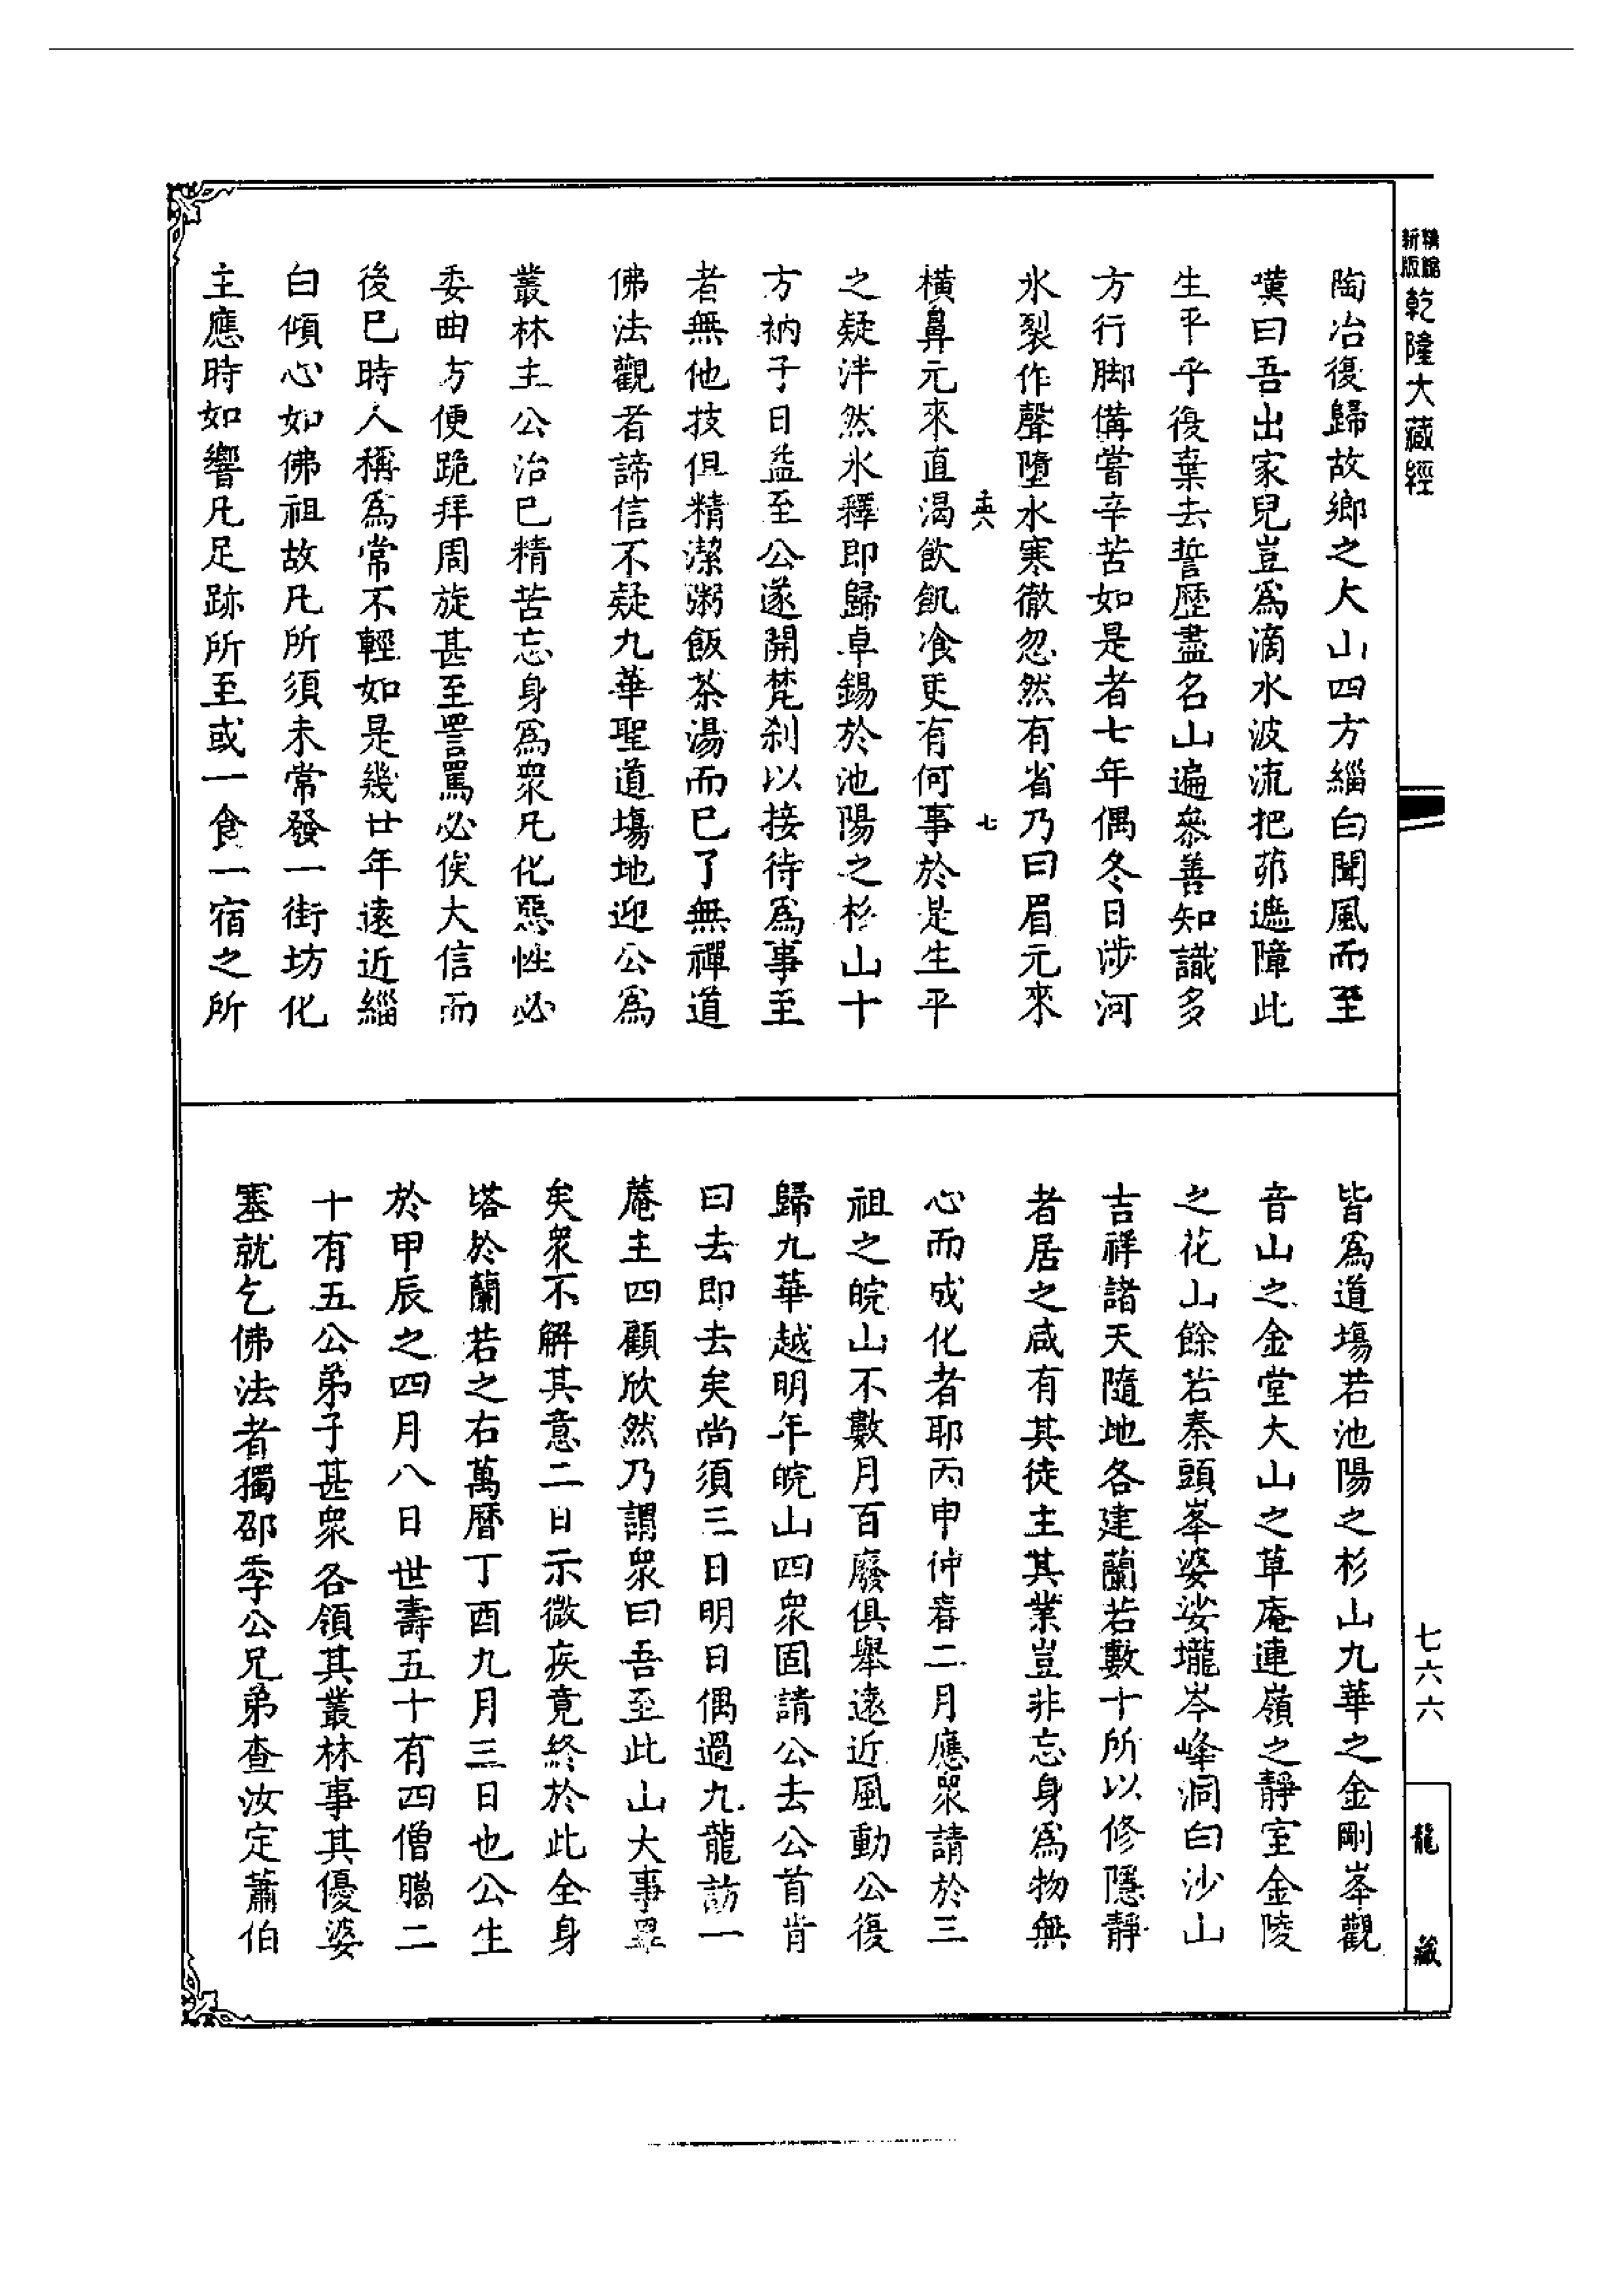 乾隆大藏經
陶冶復歸故鄉之大山四方緇白聞風而至
嘆曰吾出家兒豈爲滴水波流把茆遮障此
生平乎復棄去誓歷盡名山遍叅善知識多
方行脚備嘗辛苦如是者七年偶冬日涉河
氷裂作聲墮水寒徹忽然有省乃曰眉元來
七
橫鼻元來直渴飲飢飡更有何事於是生平
之疑泮然氷釋即歸卓錫於池陽之杉山十
方衲子日益至公遂開梵刹以接待爲事至
者無他技俱精潔粥飯茶湯而巳了無禪道
佛法觀者諦信不疑九華聖道塲地迎公爲
叢林主公治巳精苦忘身爲衆凡化惡性必
委曲方便跪拜周旋甚至詈罵必俟大信而
後巳時人稱爲常不輕如是幾廿年遠近緇
白傾心如佛祖故凡所須未常發一街坊化
主應時如響凡足跡所至或一食一宿之所
皆爲道塲若池陽之杉山九華之金剛峯觀
音山之金堂大山之草庵連嶺之靜室金陵
之花山餘若秦頭峯婆娑壠岑峰洞白沙山
吉祥諸天隨地各建蘭若數十所以修隱靜
者居之咸有其徒主其業豈非忘身爲物無
心而成化者耶丙申仲春二月應衆請於三
祖之皖山不數月百廢俱舉遠近風動公復
歸九華越明年皖山四衆固請公去公首肯
曰去即去矣尚須三日明日偶過九龍訪一
菴主四顧欣然乃謂衆曰吾至此山大事畢
矣衆不解其意二日示微疾竟終於此全身
塔於蘭若之右萬曆丁酉九月三日也公生
於甲辰之四月八日世壽五十有四僧臘二
十有五公弟子甚衆各領其叢林事其優婆
塞就乞佛法者獨邵季公兄弟查汝定蕭伯
七六六
龍藏